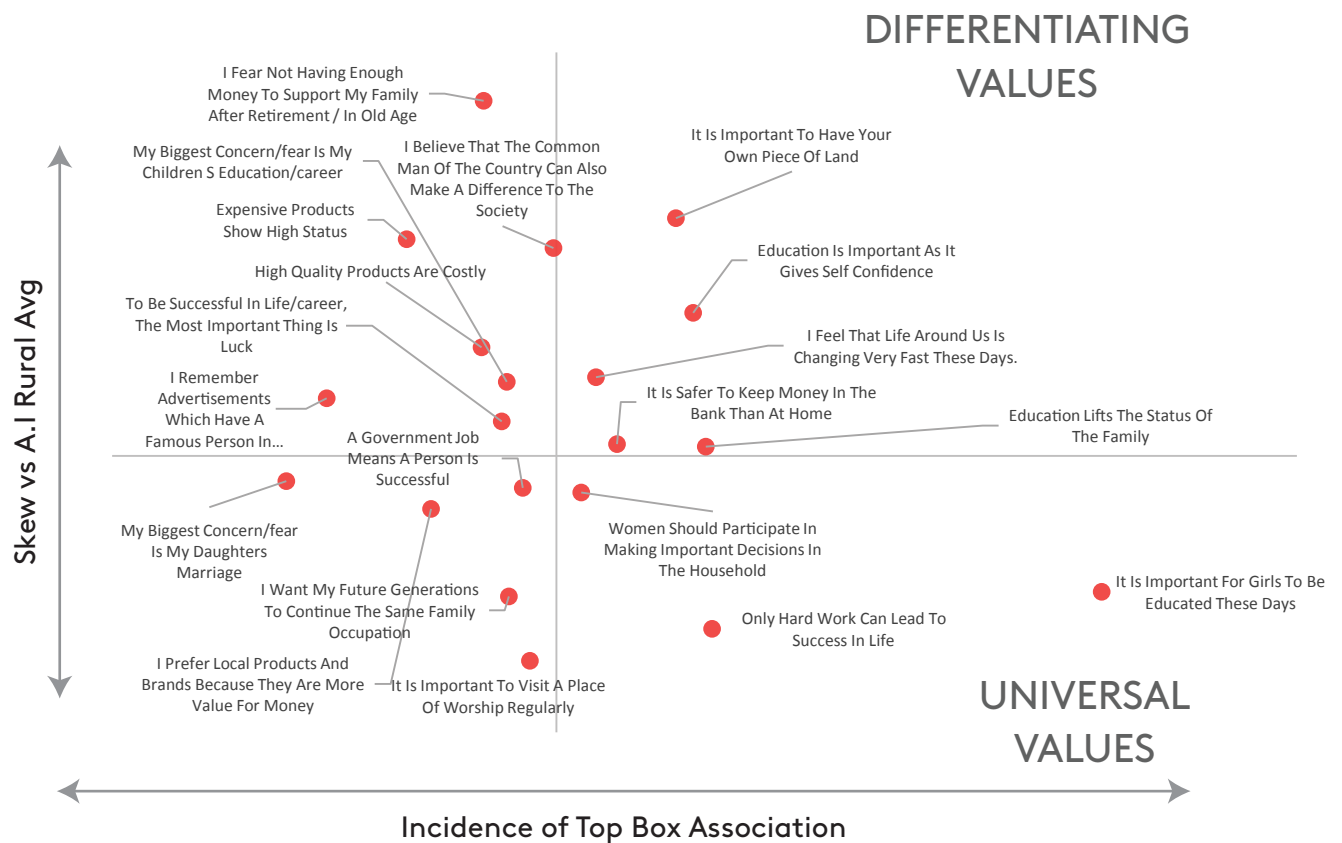 DIFFERENTIATING
VALUES
I Fear Not Having Enough
Money To Support My Family
After Retirement / In Old Age
My Biggest Concern/fear Is My
Children S Education/career
I Believe That The Common
Man Of The Country Can Also
Make A Difference To The
Society
It Is Important To Have Your
Own Piece Of Land
Expensive Products
Show High Status
Education Is Important As It
Gives Self Confidence
High Quality Products Are Costly
To Be Successful In Life/career,
The Most Important Thing Is
Luck
I Feel That Life Around Us Is
Changing Very Fast These Days.
I Remember
Advertisements
Which Have A
Famous Person In...
It Is Safer To Keep Money In The
Bank Than At Home
Education Lifts The Status Of
The Family
A Government Job
Means A Person Is
Successful
Skew vs A.I Rural Avg
My Biggest Concern/fear
Is My Daughters
Marriage
Women Should Participate In
Making Important Decisions In
The Household
I Want My Future Generations
To Continue The Same Family
Occupation
It Is Important For Girls To Be
Educated These Days
Only Hard Work Can Lead To
Success In Life
I Prefer Local Products And
Brands Because They Are More
Value For Money
It Is Important To Visit A Place
Of Worship Regularly
UNIVERSAL
VALUES
Incidence of Top Box Association